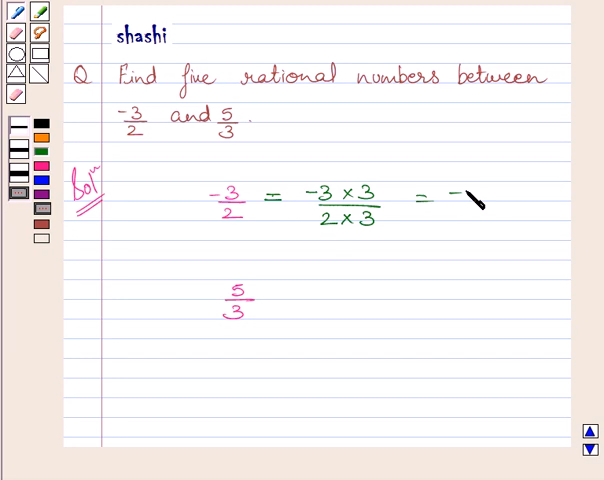 shashi
Q Find five rational numbers between
-3/2 and 5/3.
Solⁿ -3/2 = -3 × 3 / 2 × 3 = -
5/3